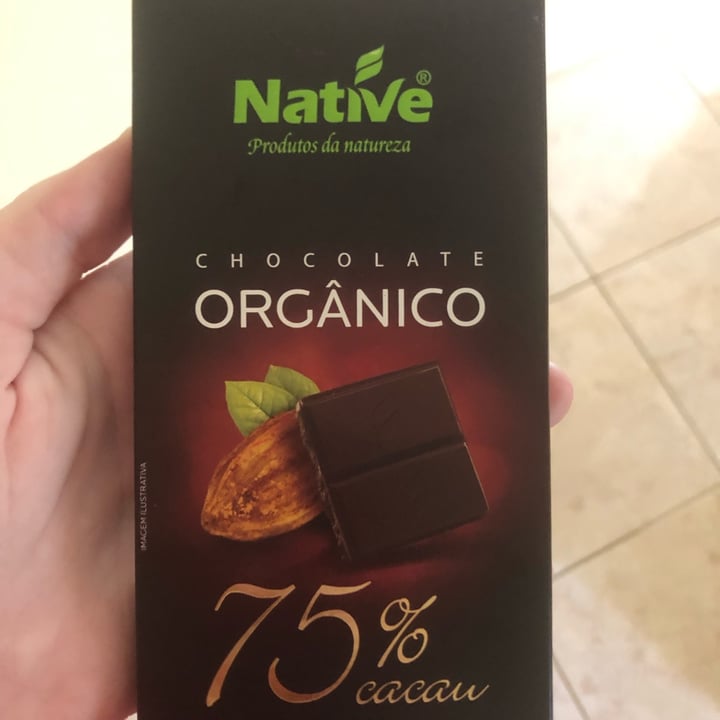 Native®
Produtos da natureza
CHOCOLATE
ORGÂNICO
IMAGEM ILUSTRATIVA
75%
cacau